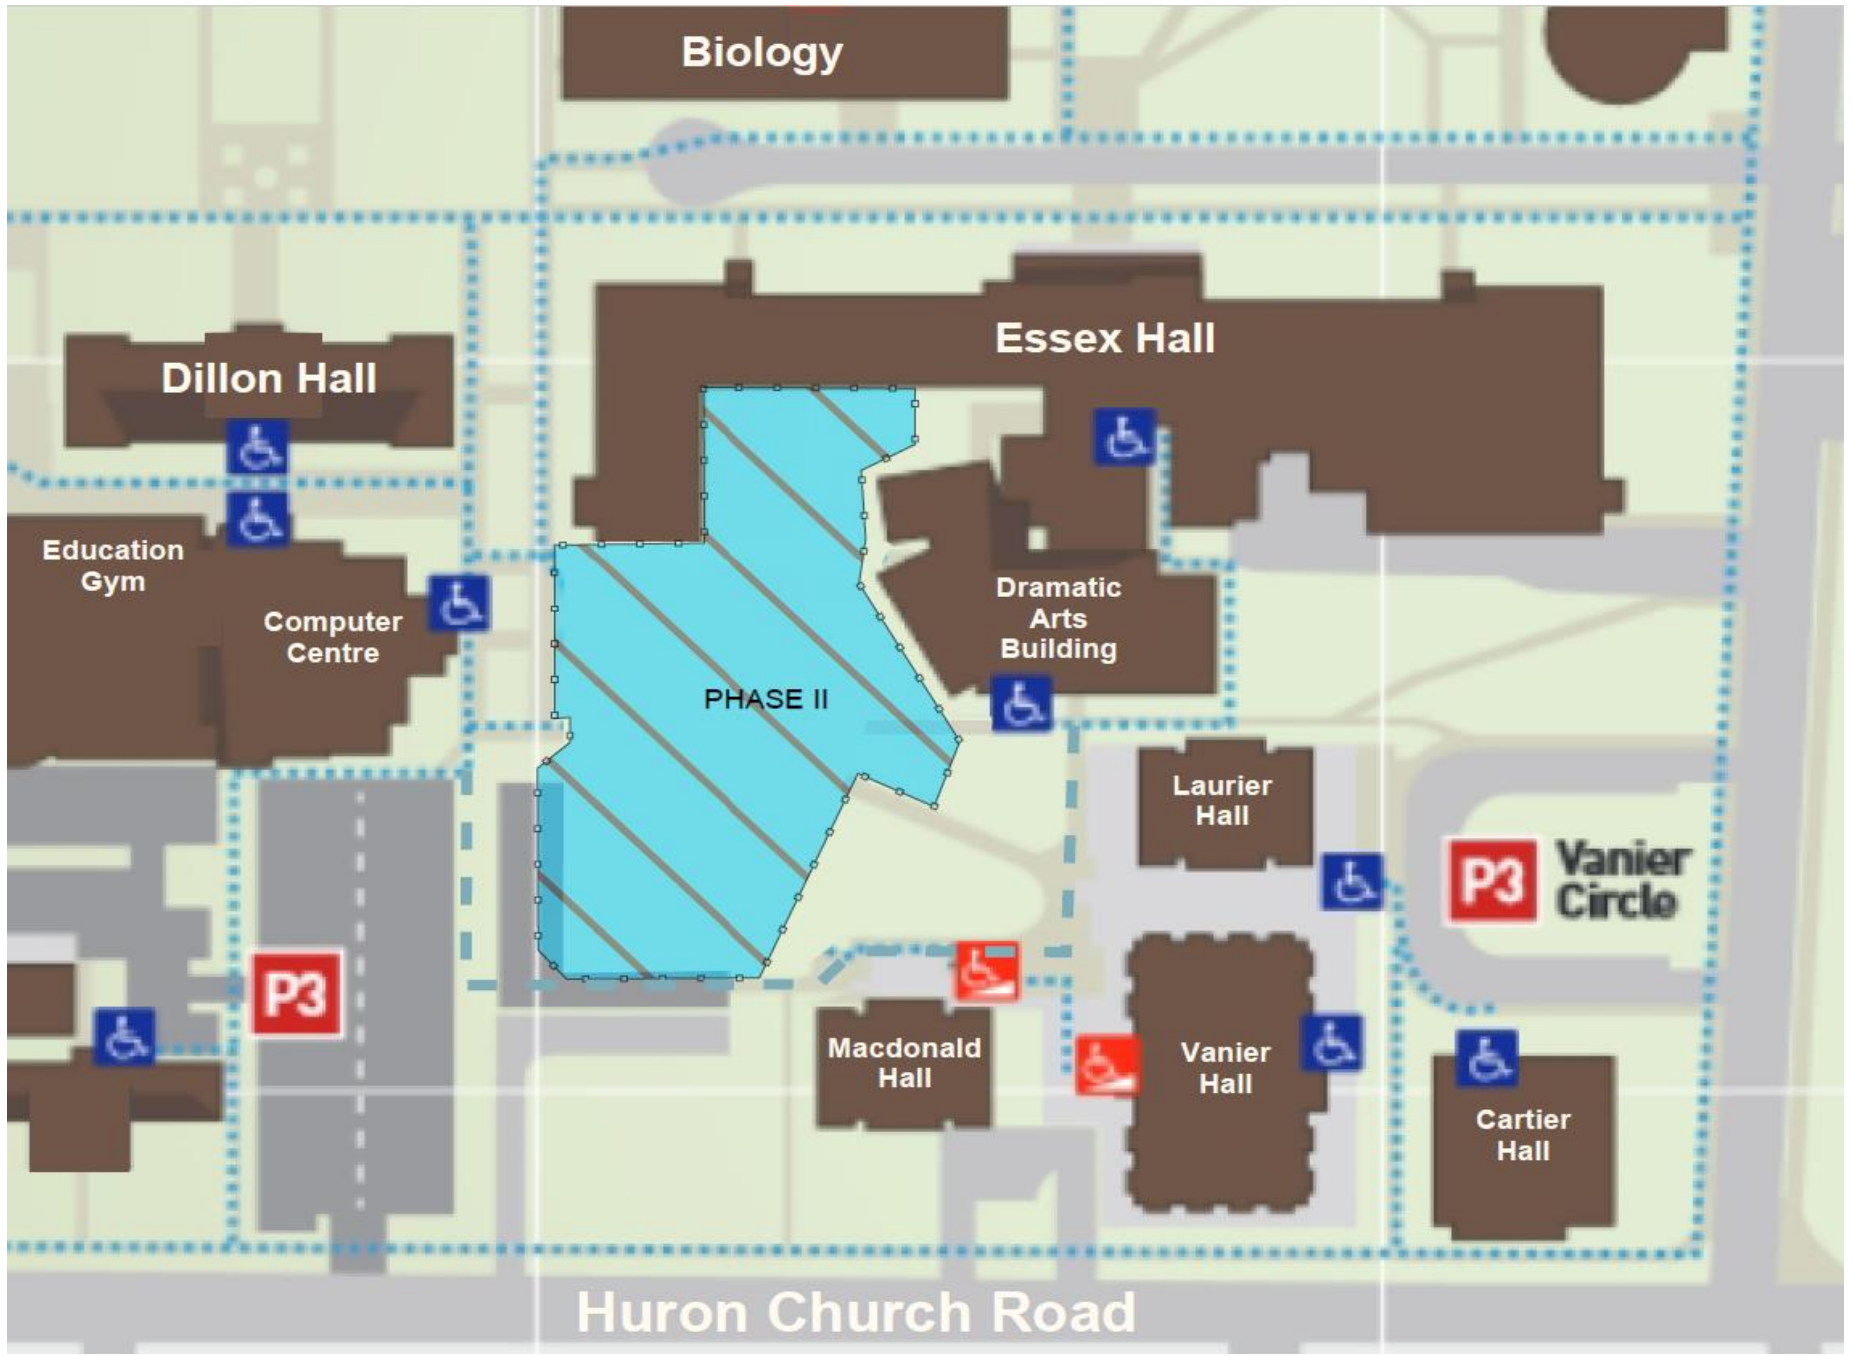 Biology
Essex Hall
Dillon Hall
Education
Gym
Computer
Centre
Dramatic
Arts
Building
PHASE II
Laurier
Hall
P3
Vanier
Circle
P3
Macdonald
Hall
Vanier
Hall
Cartier
Hall
Huron Church Road